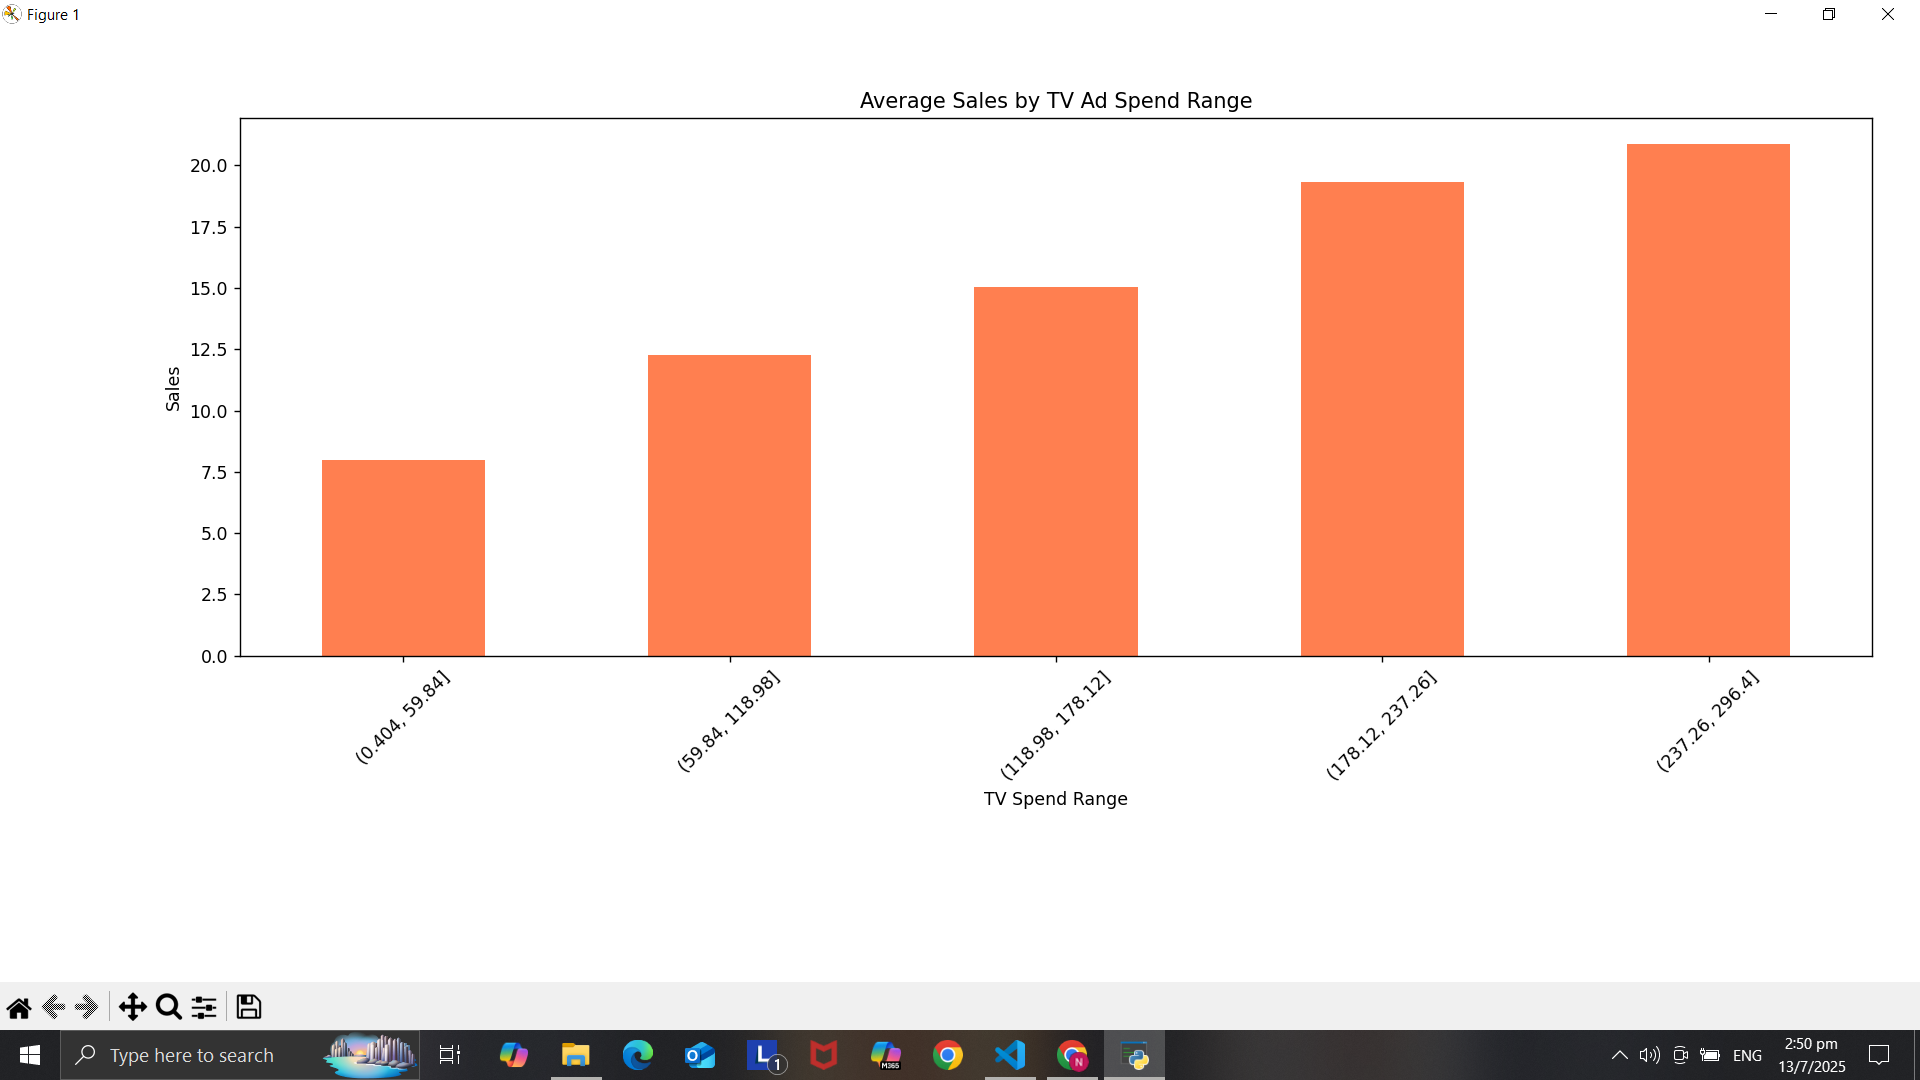 Figure 1
Average Sales by TV Ad Spend Range
20.0
17.5
15.0
12.5
10.0
7.5
5.0
2.5
0.0
Sales
(0.404, 59.84]
(59.84, 118.98]
(118.98, 178.12]
(178.12, 237.26]
(237.26, 296.4]
TV Spend Range
Type here to search
O
L
1
M365
N
ENG
2:50 pm
13/7/2025